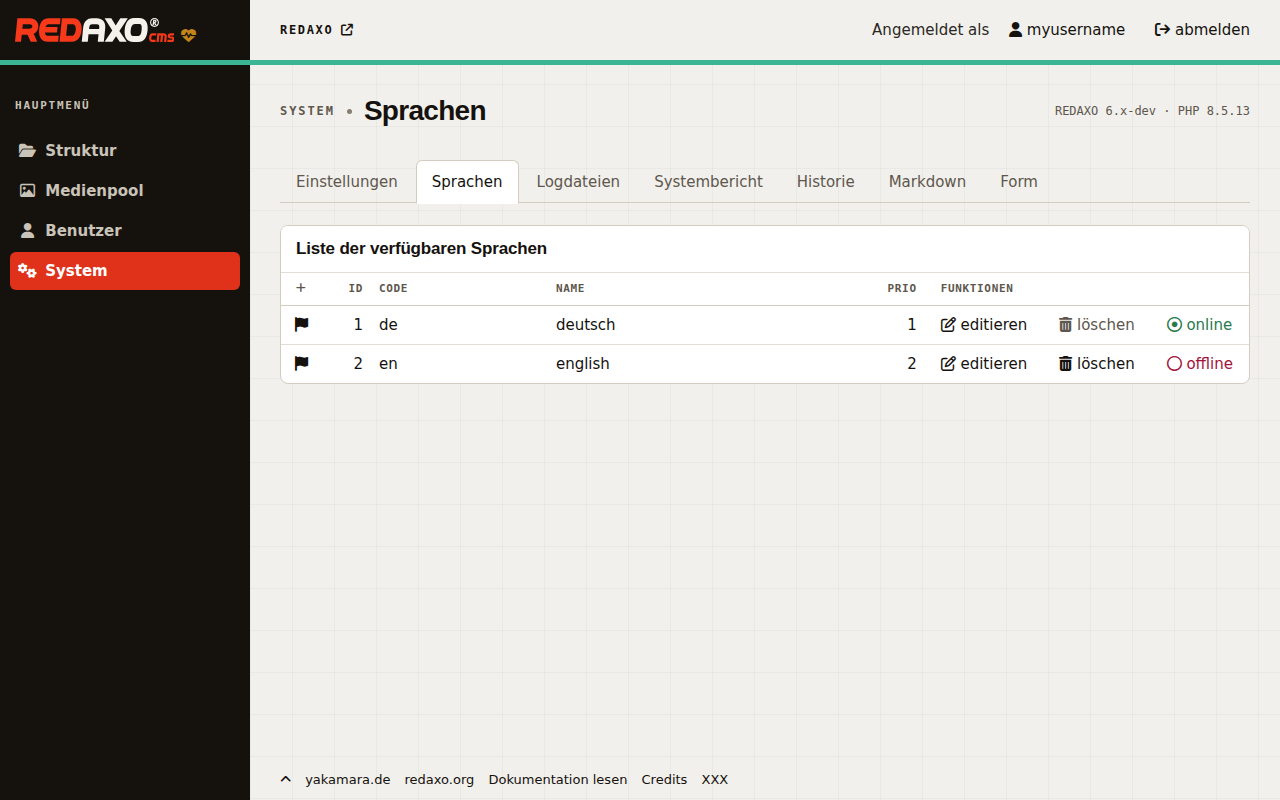 REDAXO® cms
REDAXO
Angemeldet als myusername abmelden
HAUPTMENÜ
Struktur
Medienpool
Benutzer
System
SYSTEM • Sprachen
REDAXO 6.x-dev · PHP 8.5.13
Einstellungen Sprachen Logdateien Systembericht Historie Markdown Form
Liste der verfügbaren Sprachen
+ ID CODE NAME PRIO FUNKTIONEN
1 de deutsch 1 editieren löschen online
2 en english 2 editieren löschen offline
yakamara.de redaxo.org Dokumentation lesen Credits XXX